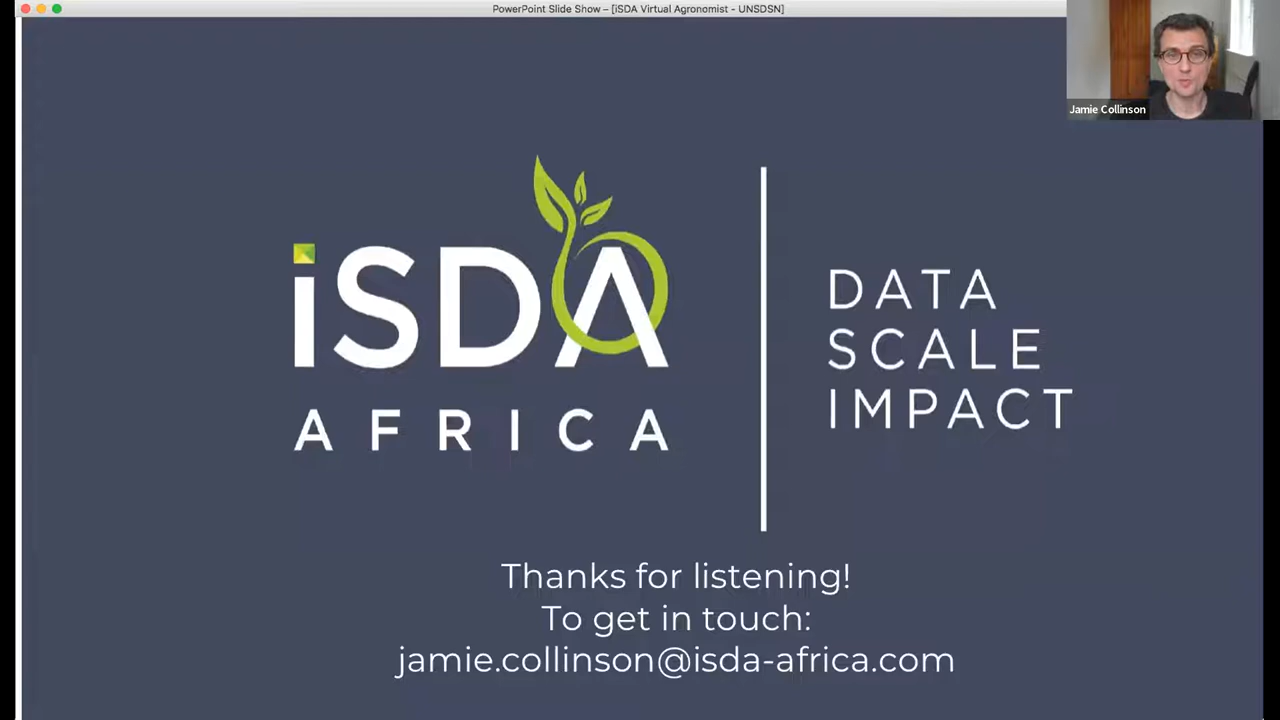 PowerPoint Slide Show – [iSDA Virtual Agronomist - UNSDSN]
Jamie Collinson
iSDA
AFRICA
DATA
SCALE
IMPACT
Thanks for listening!
To get in touch:
jamie.collinson@isda-africa.com